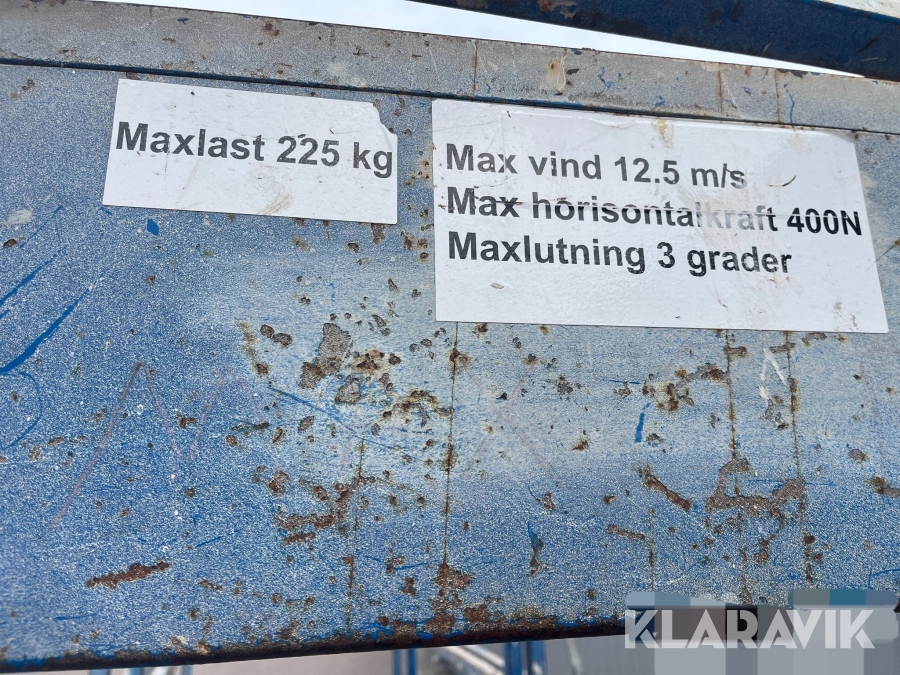 Maxlast 225 kg
Max vind 12.5 m/s
Max horisontalkraft 400N
Maxlutning 3 grader
KLARAVIK